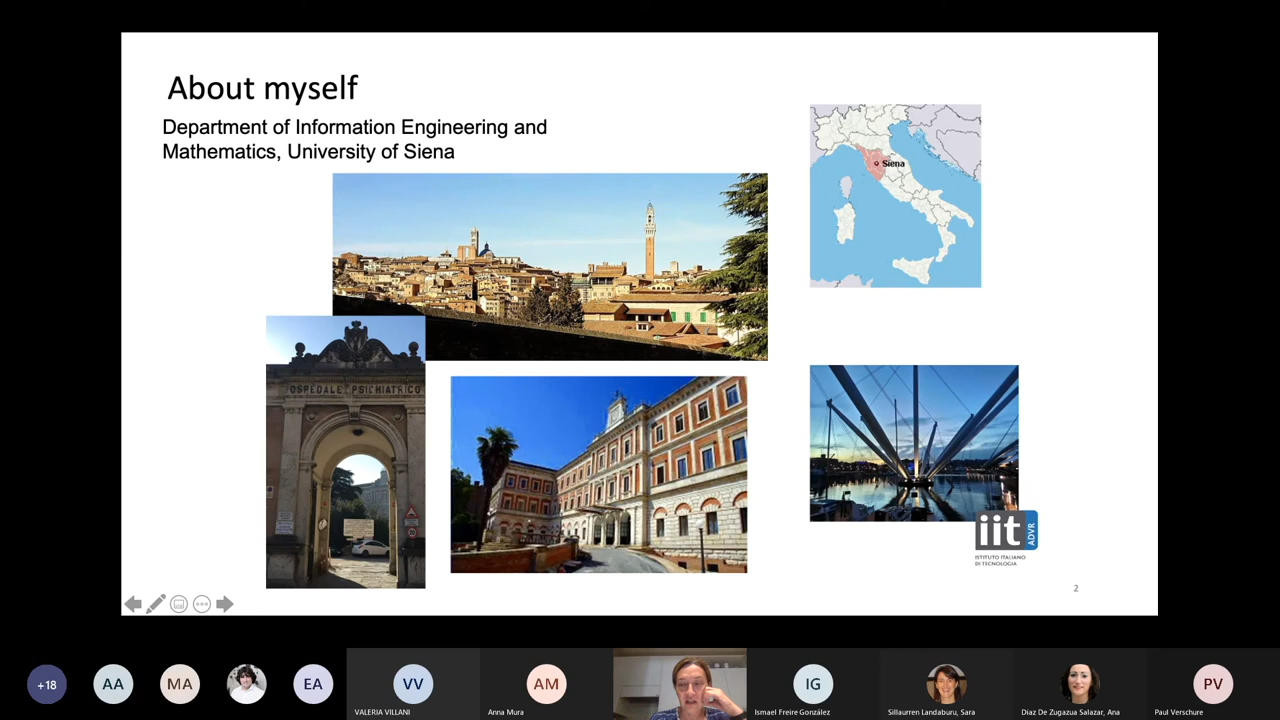 About myself
Department of Information Engineering and
Mathematics, University of Siena
Siena
OSPEDALE PSICHIATRICO
iit
ADVR
ISTITUTO ITALIANO
DI TECNOLOGIA
2
+18
AA
MA
EA
VV
VALERIA VILLANI
AM
Anna Mura
IG
Ismael Freire González
Sillaurren Landaburu, Sara
Díaz De Zugazua Salazar, Ana
PV
Paul Verschure